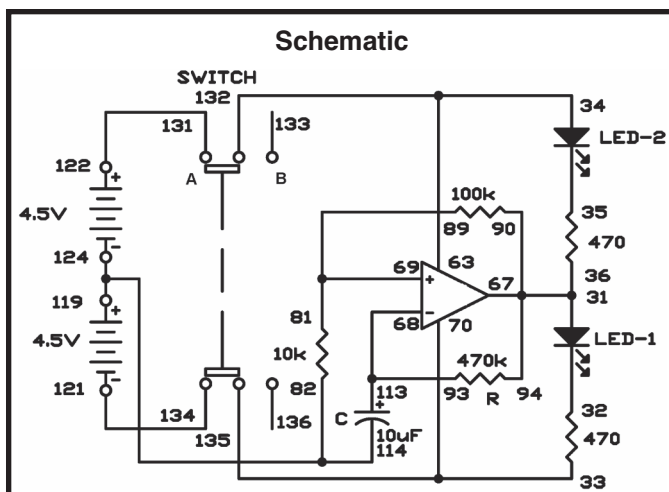 Schematic
SWITCH
132
131
133
34
LED-2
A
B
122
+
4.5V
-
100k
89
90
35
470
124
69
+
63
67
36
31
119
+
4.5V
-
81
68
-
70
LED-1
10k
470k
121
82
113
93
R
94
32
134
135
136
C
+
10uF
114
470
33